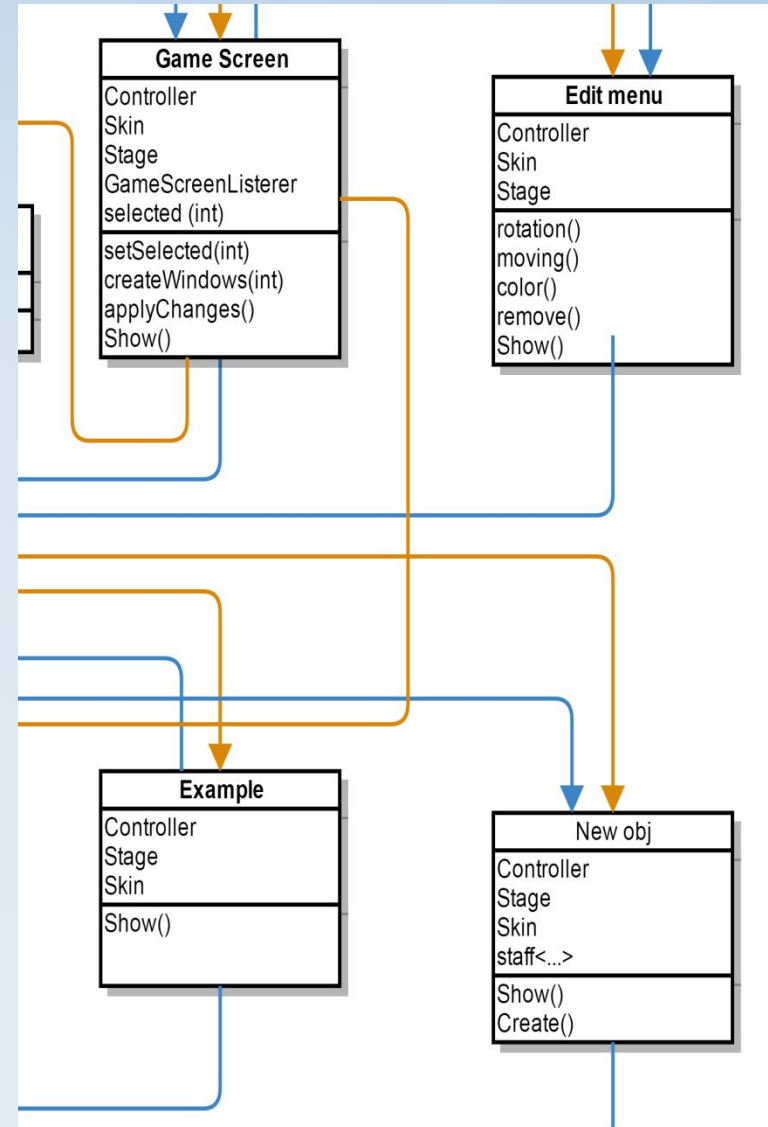 Game Screen
Controller
Skin
Stage
GameScreenListerer
selected (int)
setSelected(int)
createWindows(int)
applyChanges()
Show()
Edit menu
Controller
Skin
Stage
rotation()
moving()
color()
remove()
Show()
Example
Controller
Stage
Skin
Show()
New obj
Controller
Stage
Skin
staff<...>
Show()
Create()